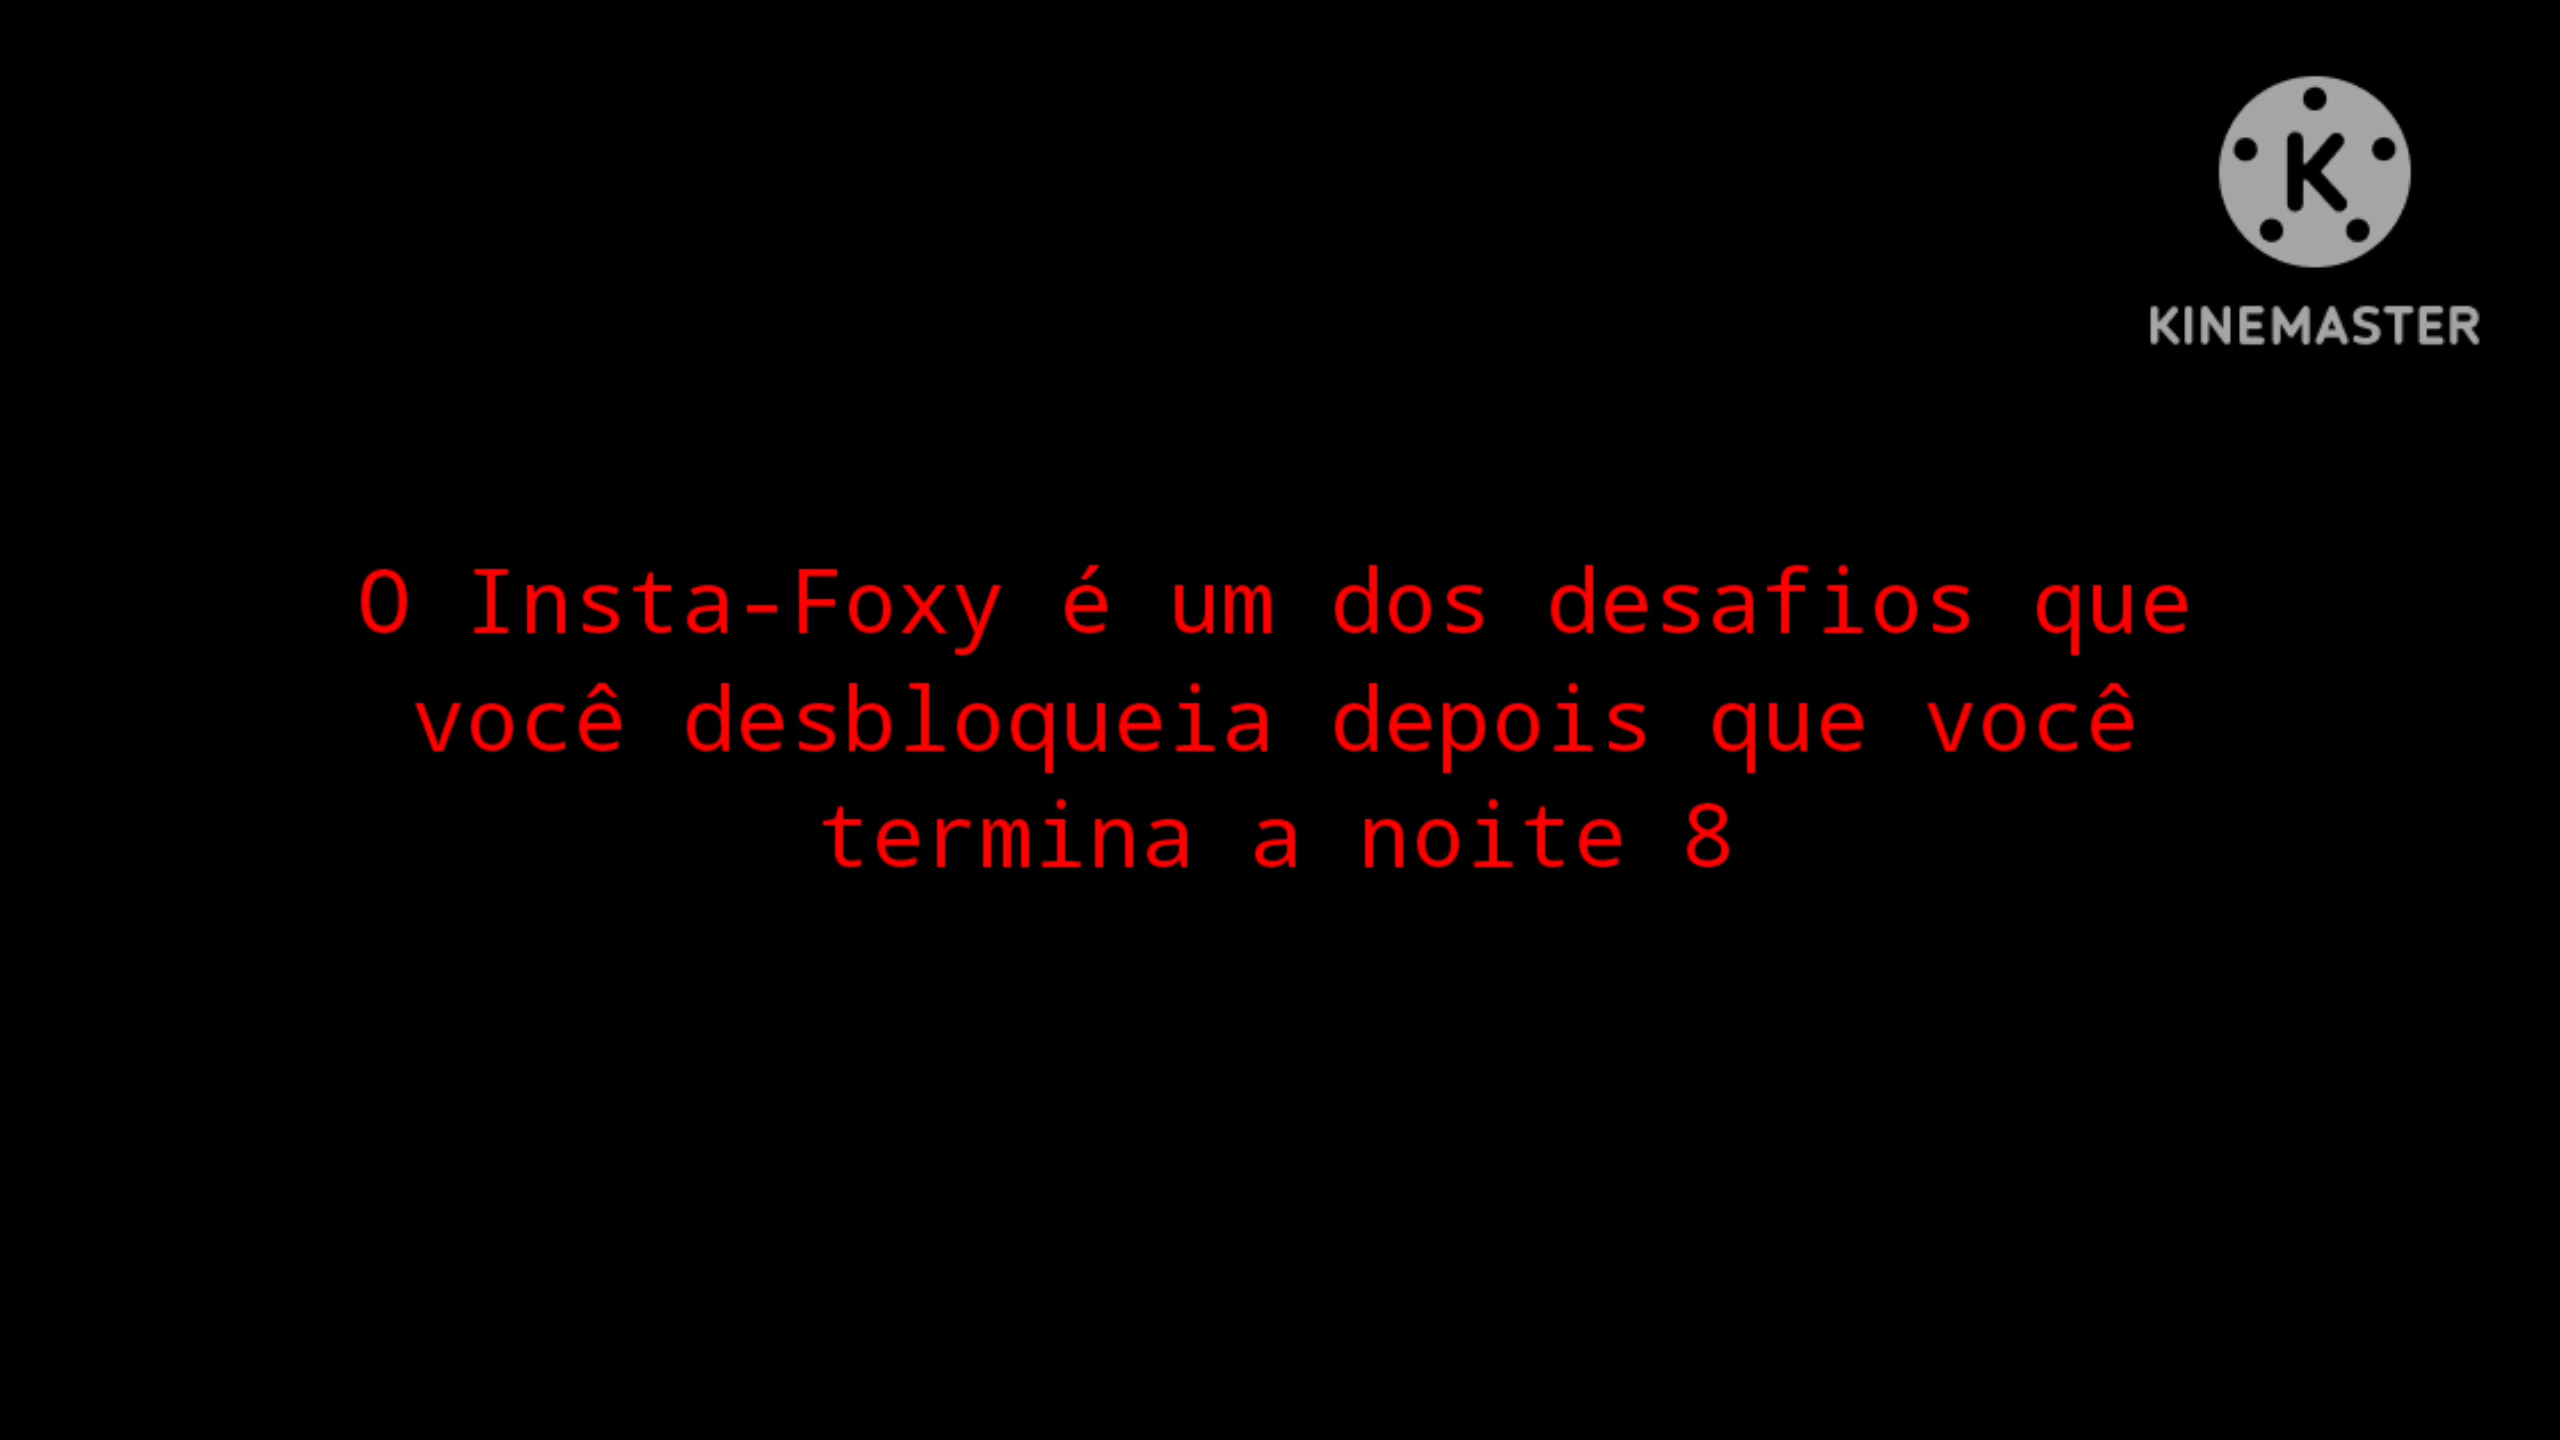 K
KINEMASTER
O Insta-Foxy é um dos desafios que
você desbloqueia depois que você
termina a noite 8